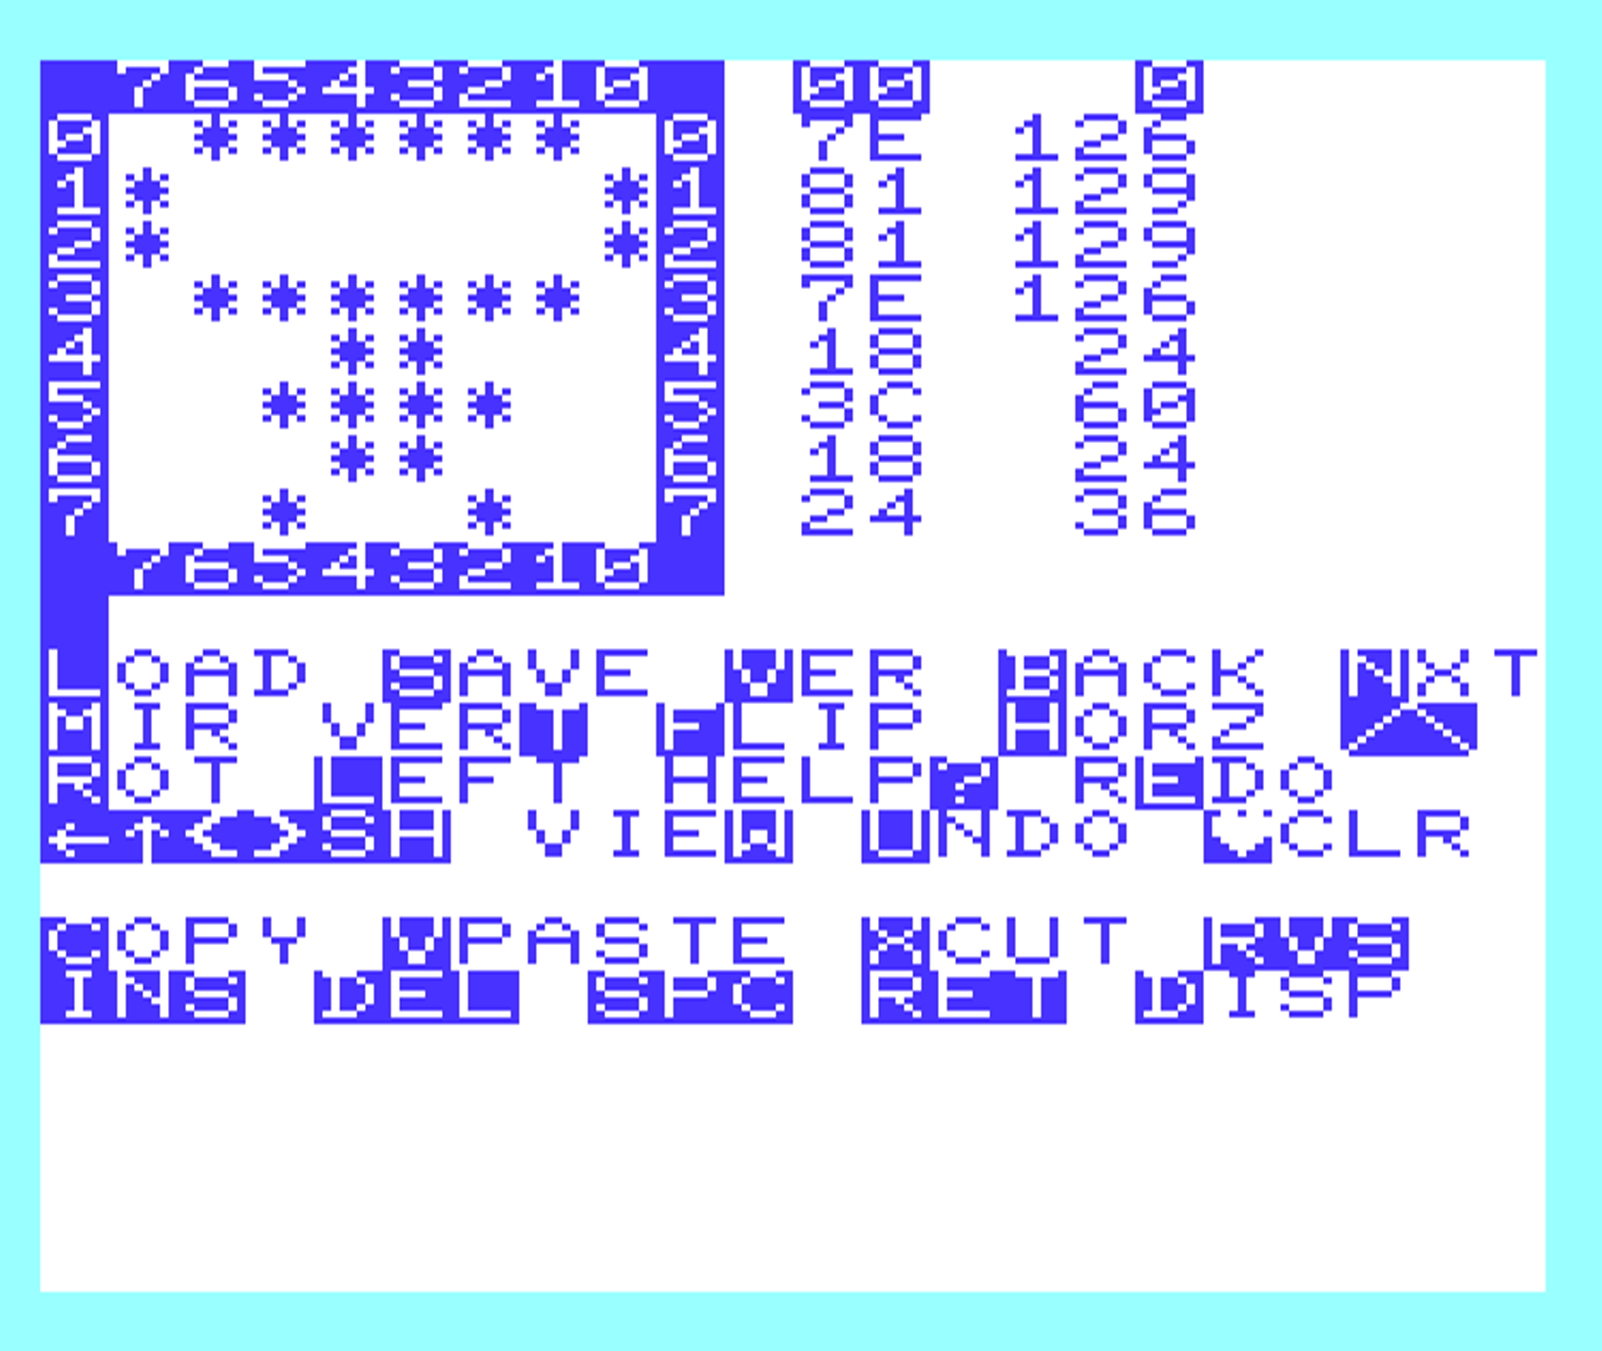 76543210 00 0
0 ****** 0 7E 126
1 * * 1 81 129
2 * * 2 81 129
3 ****** 3 7E 126
4 ** 4 18 24
5 **** 5 3C 60
6 ** 6 18 24
7 * * 7 24 36
76543210
LOAD SAVE VER BACK NXT
MIR VERT FLIP HORZ
ROT LEFT HELP? REDO
←↑<>SH VIEW UNDO ♥CLR
COPY VPASTE XCUT RVS
INS DEL SPC RET DISP